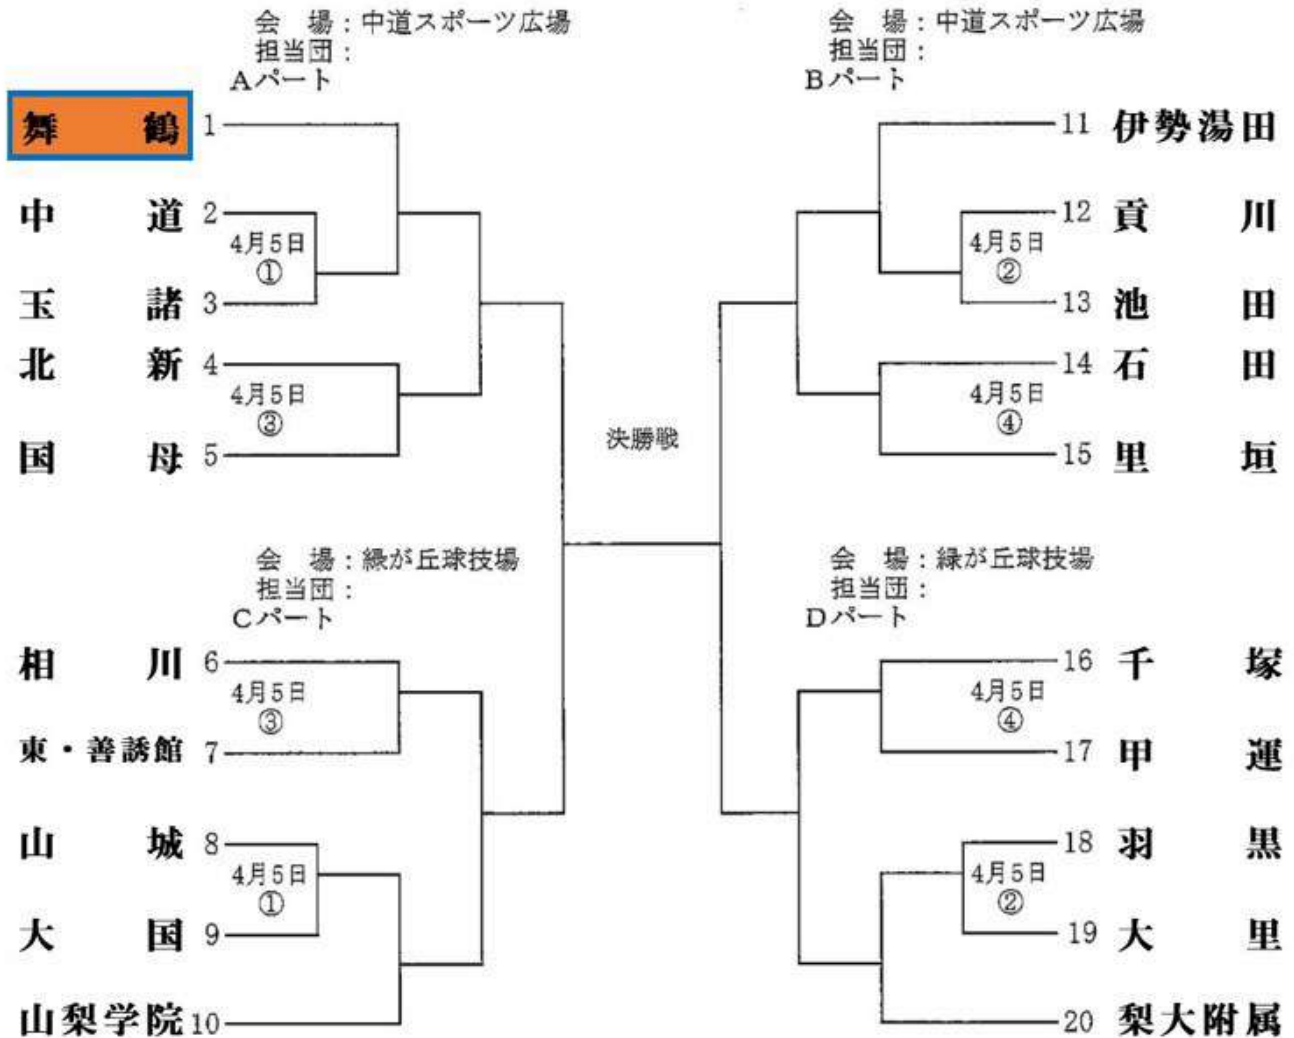 会 場：中道スポーツ広場
担当団：
Aパート
舞鶴 1
中道 2
4月5日
①
玉諸 3
北新 4
4月5日
③
国母 5
会 場：中道スポーツ広場
担当団：
Bパート
11 伊勢湯田
12 貢川
4月5日
②
13 池田
14 石田
4月5日
④
15 里垣
決勝戦
会 場：緑が丘球技場
担当団：
Cパート
相川 6
4月5日
③
東・善誘館 7
山城 8
4月5日
①
大国 9
山梨学院 10
会 場：緑が丘球技場
担当団：
Dパート
16 千塚
4月5日
④
17 甲運
18 羽黒
4月5日
②
19 大里
20 梨大附属